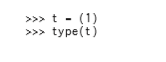 >>> t = (1)
>>> type(t)